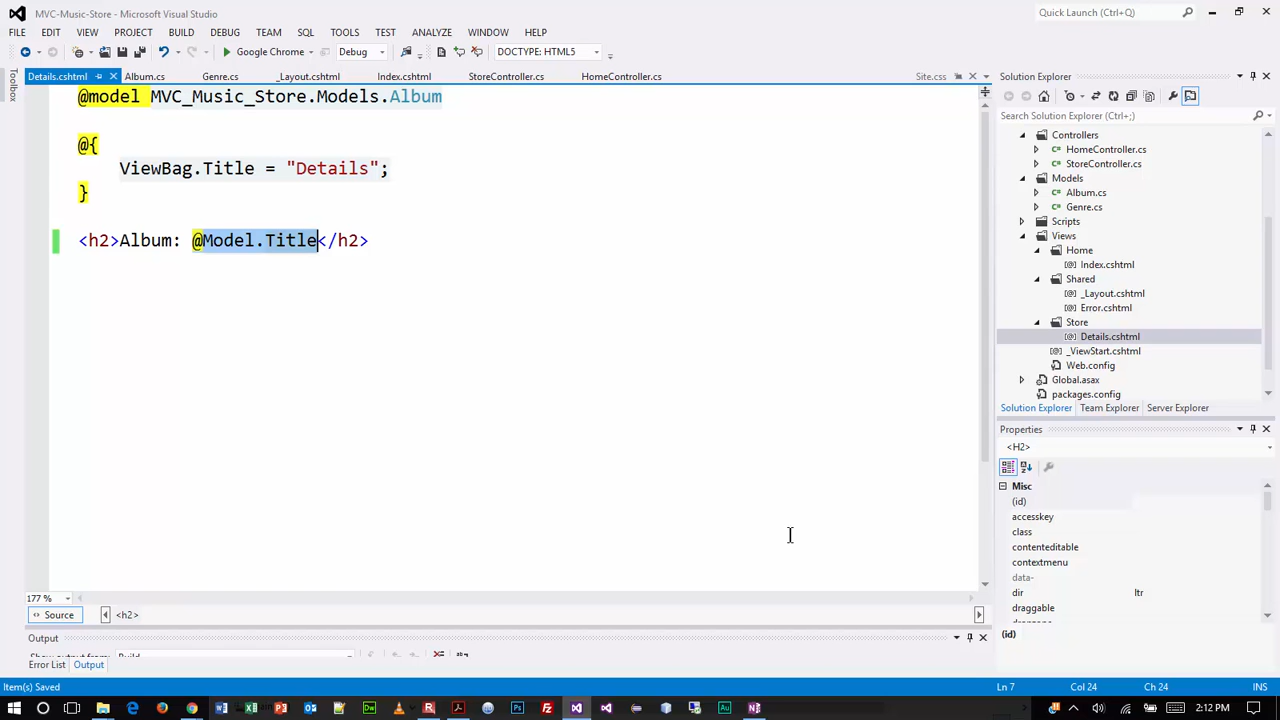 MVC-Music-Store - Microsoft Visual Studio
Quick Launch (Ctrl+Q)
FILE EDIT VIEW PROJECT BUILD DEBUG TEAM SQL TOOLS TEST ANALYZE WINDOW HELP
Google Chrome Debug DOCTYPE: HTML5
Toolbox
Details.cshtml Album.cs Genre.cs _Layout.cshtml Index.cshtml StoreController.cs HomeController.cs Site.css
@model MVC_Music_Store.Models.Album
@{
ViewBag.Title = "Details";
}
<h2>Album: @Model.Title</h2>
177 %
Source <h2>
Output
Show output from: Build
Error List Output
Solution Explorer
Search Solution Explorer (Ctrl+;)
Controllers
HomeController.cs
StoreController.cs
Models
Album.cs
Genre.cs
Scripts
Views
Home
Index.cshtml
Shared
_Layout.cshtml
Error.cshtml
Store
Details.cshtml
_ViewStart.cshtml
Web.config
Global.asax
packages.config
Solution Explorer Team Explorer Server Explorer
Properties
<H2>
Misc
(id)
accesskey
class
contenteditable
contextmenu
data-
dir ltr
draggable
(id)
Item(s) Saved Ln 7 Col 24 Ch 24 INS
2:12 PM